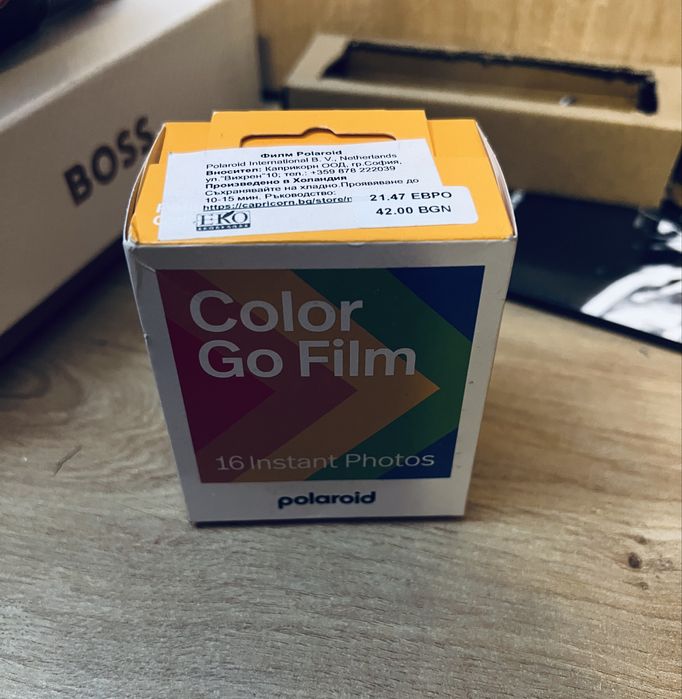 BOSS
Филм Polaroid
Polaroid International B. V., Netherlands
Вносител: Каприкорн ООД, гр.София,
ул."Вихрен"10; тел.: +359 878 222039
Произведено в Холандия
Съхранявайте на хладно.Проявяване до
10-15 мин. Ръководство:
https://capricorn.bg/store/r
21.47 ЕВРО
42.00 BGN
EKO
Color
Go Film
16 Instant Photos
polaroid